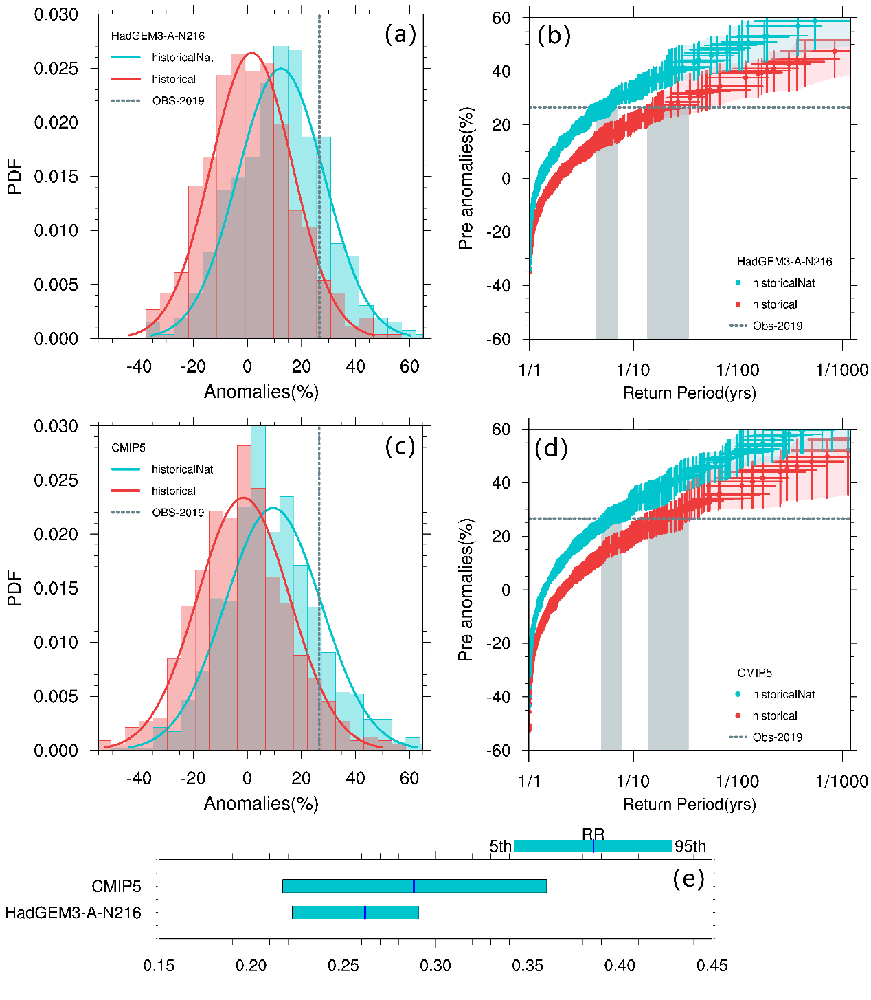 0.030
0.025
0.020
0.015
0.010
0.005
0.000
PDF
HadGEM3-A-N216
historicalNat
historical
OBS-2019
(a)
-40 -20 0 20 40 60
Anomalies(%)
60
40
20
0
-20
-40
-60
Pre anomalies(%)
(b)
HadGEM3-A-N216
historicalNat
historical
Obs-2019
1/1 1/10 1/100 1/1000
Return Period(yrs)
0.030
0.025
0.020
0.015
0.010
0.005
0.000
PDF
CMIP5
historicalNat
historical
OBS-2019
(c)
-40 -20 0 20 40 60
Anomalies(%)
60
40
20
0
-20
-40
-60
Pre anomalies(%)
(d)
CMIP5
historicalNat
historical
Obs-2019
1/1 1/10 1/100 1/1000
Return Period(yrs)
RR
5th 95th
(e)
CMIP5
HadGEM3-A-N216
0.15 0.20 0.25 0.30 0.35 0.40 0.45